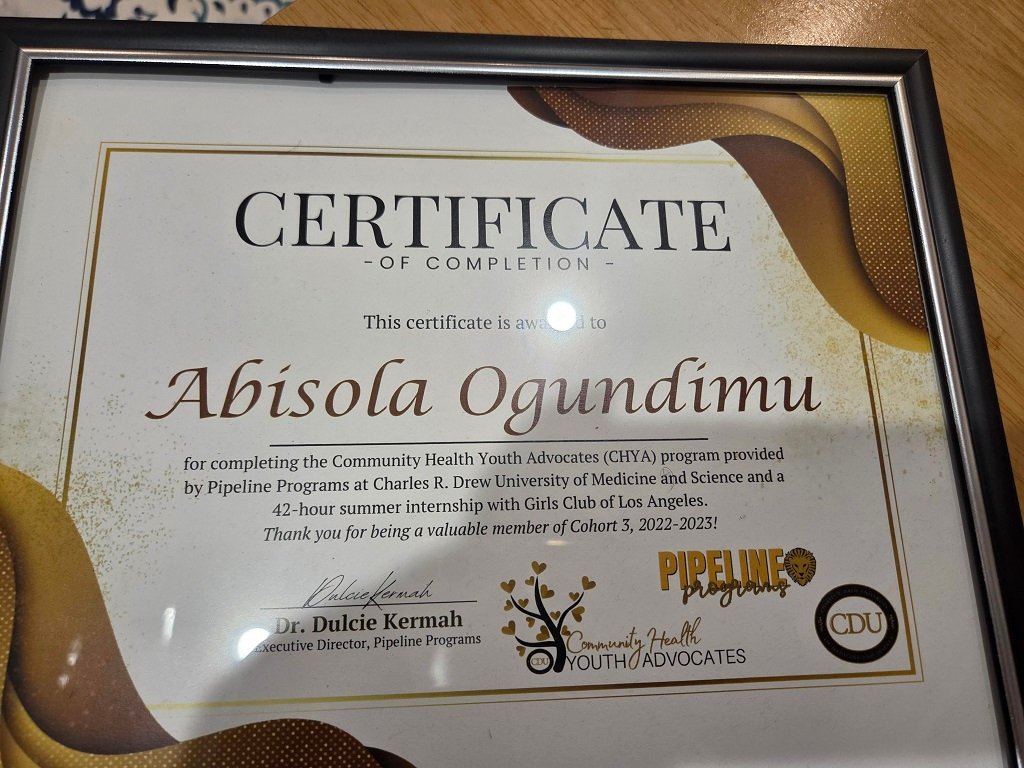 CERTIFICATE
-OF COMPLETION -
This certificate is awarded to
Abisola Ogundimu
for completing the Community Health Youth Advocates (CHYA) program provided
by Pipeline Programs at Charles R. Drew University of Medicine and Science and a
42-hour summer internship with Girls Club of Los Angeles.
Thank you for being a valuable member of Cohort 3, 2022-2023!
DulcieKermah
Dr. Dulcie Kermah
Executive Director, Pipeline Programs
CDU
Community Health
YOUTH ADVOCATES
PIPELINE
programs
CDU